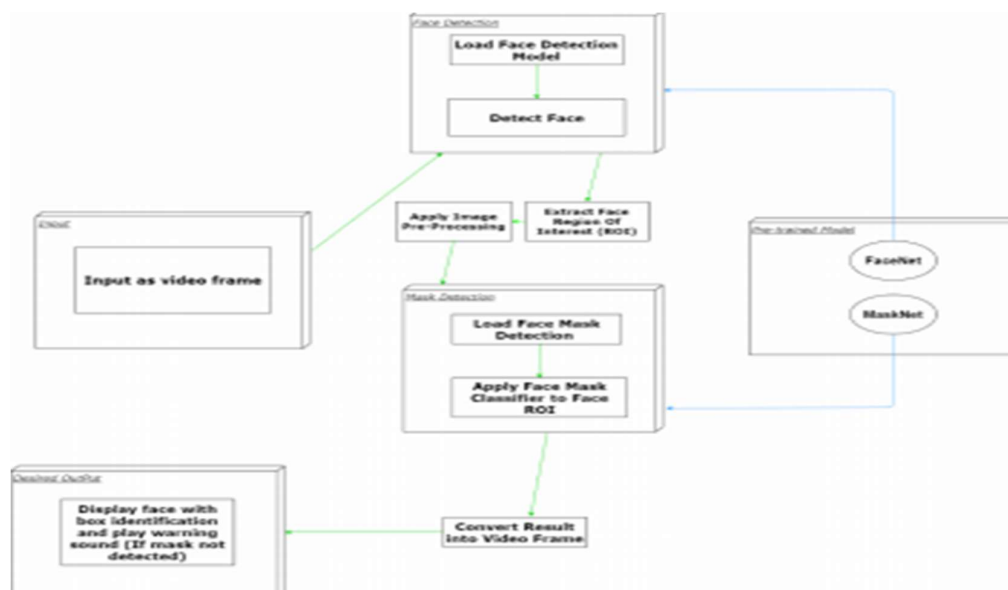 Face Detection
Load Face Detection
Model
Detect Face
Apply Image
Pre-Processing
Extract Face
Region Of
Interest (ROI)
Input
Input as video frame
Pre-trained Model
FaceNet
MaskNet
Mask Detection
Load Face Mask
Detection
Apply Face Mask
Classifier to Face
ROI
Desired OutPut
Display face with
box identification
and play warning
sound (If mask not
detected)
Convert Result
into Video Frame